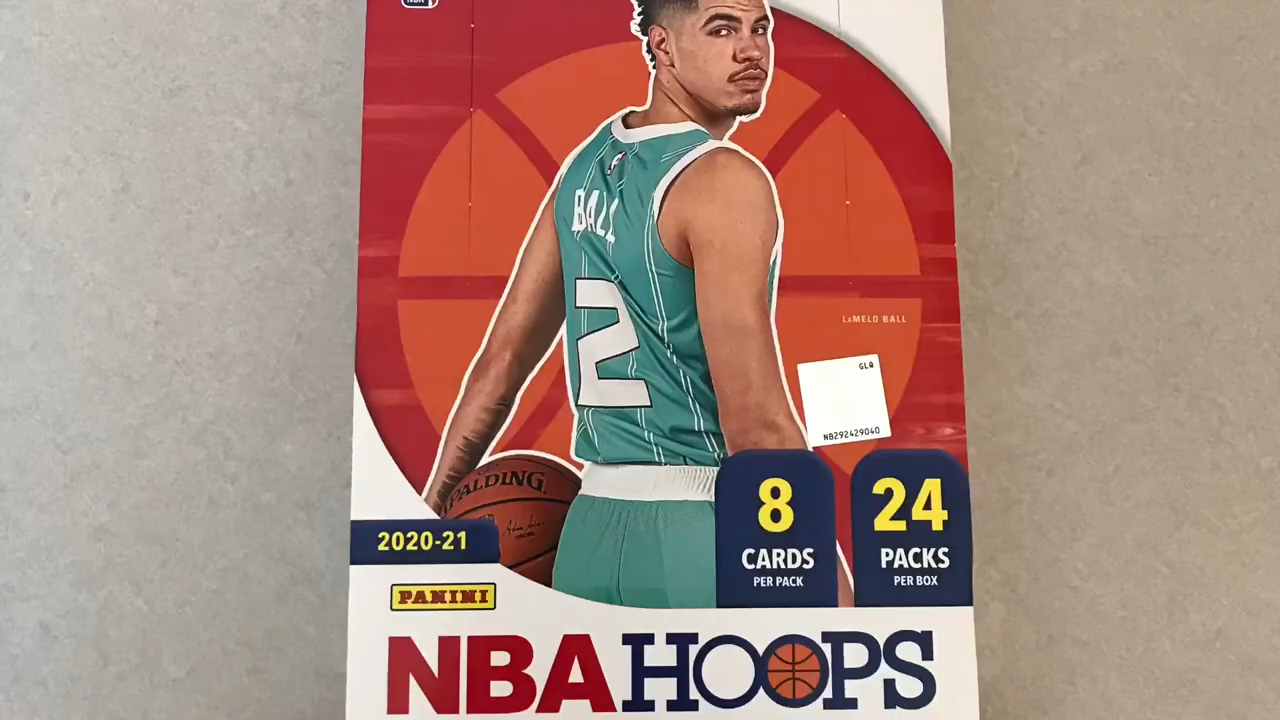 NBA
BALL
2
LaMELO BALL
GLQ
NB292429040
SPALDING
8
CARDS
PER PACK
24
PACKS
PER BOX
2020-21
PANINI
NBA HOOPS